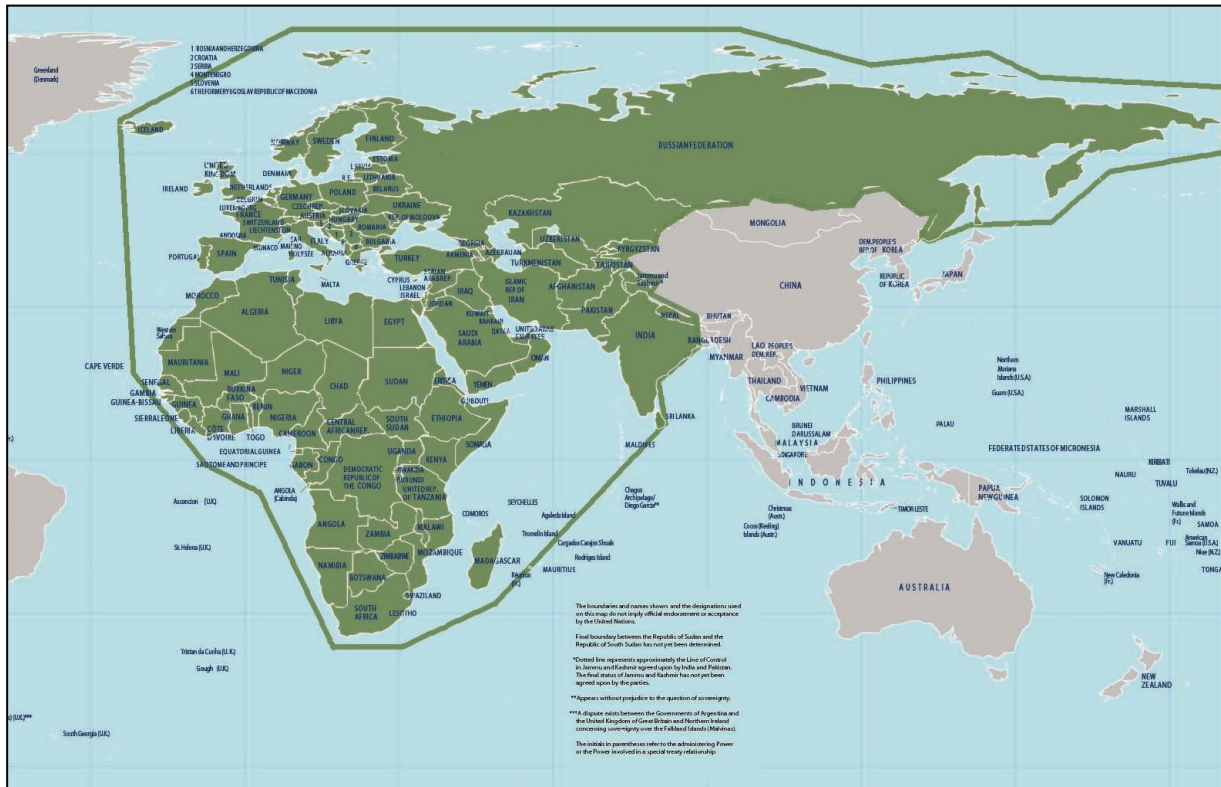 Greenland
(Denmark)
1 BOSNIA AND HERZEGOVINA
2 CROATIA
3 SERBIA
4 MONTENEGRO
5 SLOVENIA
6 THE FORMER YUGOSLAV REPUBLIC OF MACEDONIA
ICELAND
NORWAY
SWEDEN
FINLAND
RUSSIAN FEDERATION
ESTONIA
LATVIA
LITHUANIA
R.F.
BELARUS
UNITED
KINGDOM
DENMARK
IRELAND
NETHERLANDS
BELGIUM
LUXEMBOURG
GERMANY
POLAND
CZECH REP.
SLOVAKIA
UKRAINE
REP. OF MOLDOVA
FRANCE
AUSTRIA
HUNGARY
ROMANIA
SWITZERLAND
LIECHTENSTEIN
ANDORRA
MONACO
SAN
MARINO
HOLY SEE
ITALY
ALBANIA
BULGARIA
GREECE
PORTUGAL
SPAIN
MALTA
TURKEY
CYPRUS
LEBANON
ISRAEL
SYRIAN
ARAB REP.
GEORGIA
ARMENIA
AZERBAIJAN
KAZAKHSTAN
UZBEKISTAN
TURKMENISTAN
KYRGYZSTAN
TAJIKISTAN
Jammu and
Kashmir*
MONGOLIA
DEM. PEOPLE'S
REP. OF KOREA
REPUBLIC
OF KOREA
JAPAN
CHINA
TUNISIA
MOROCCO
ALGERIA
LIBYA
EGYPT
Western
Sahara
JORDAN
IRAQ
ISLAMIC
REP. OF
IRAN
AFGHANISTAN
PAKISTAN
KUWAIT
BAHRAIN
QATAR
UNITED ARAB
EMIRATES
SAUDI
ARABIA
OMAN
YEMEN
NEPAL
BHUTAN
INDIA
BANGLADESH
MYANMAR
LAO PEOPLE'S
DEM. REP.
THAILAND
VIETNAM
CAMBODIA
PHILIPPINES
Northern
Mariana
Islands (U.S.A)
Guam (U.S.A.)
CAPE VERDE
MAURITANIA
MALI
NIGER
CHAD
SUDAN
ERITREA
DJIBOUTI
SENEGAL
GAMBIA
GUINEA-BISSAU
GUINEA
SIERRA LEONE
LIBERIA
BURKINA
FASO
CÔTE
D'IVOIRE
GHANA
TOGO
BENIN
NIGERIA
CAMEROON
CENTRAL
AFRICAN REP.
SOUTH
SUDAN
ETHIOPIA
SOMALIA
EQUATORIAL GUINEA
SAO TOME AND PRINCIPE
GABON
CONGO
DEMOCRATIC
REPUBLIC OF
THE CONGO
UGANDA
KENYA
RWANDA
BURUNDI
UNITED REP.
OF TANZANIA
ANGOLA
(Cabinda)
ANGOLA
ZAMBIA
MALAWI
MOZAMBIQUE
ZIMBABWE
NAMIBIA
BOTSWANA
SWAZILAND
SOUTH
AFRICA
LESOTHO
MADAGASCAR
COMOROS
SEYCHELLES
Agaleda Island
Tromelin Island
Cargados Carajos Shoals
Rodriges Island
MAURITIUS
Réunion
(Fr.)
Chagos
Archipelago/
Diego Garcia**
SRI LANKA
MALDIVES
Ascencion (U.K.)
St. Helena (U.K.)
Tristan da Cunha (U. K.)
Gough (U.K.)
South Georgia (U.K.)
(U.K.)***
BRUNEI
DARUSSALAM
MALAYSIA
SINGAPORE
INDONESIA
Christmas
(Austr.)
Cocos (Keeling)
Islands (Austr.)
TIMOR LESTE
PALAU
FEDERATED STATES OF MICRONESIA
MARSHALL
ISLANDS
KIRIBATI
NAURU
TUVALU
Tokelau (N.Z.)
PAPUA
NEW GUINEA
SOLOMON
ISLANDS
Wallis and
Futune Islands
(Fr.)
SAMOA
American
Samoa (U.S.A.)
VANUATU
FIJI
Niue (N.Z.)
TONGA
New Caledonia
(Fr.)
AUSTRALIA
NEW
ZEALAND
The boundaries and names shown and the designations used
on this map do not imply official endorsement or acceptance
by the United Nations.
Final boundary between the Republic of Sudan and the
Republic of South Sudan has not yet been determined.
*Dotted line represents approximately the Line of Control
in Jammu and Kashmir agreed upon by India and Pakistan.
The final status of Jammu and Kashmir has not yet been
agreed upon by the parties.
**Appears without prejudice to the question of sovereignty.
***A dispute exists between the Governments of Argentina and
the United Kingdom of Great Britain and Northern Ireland
concerning sovereignty over the Falkland Islands (Malvinas).
The initials in parentheses refer to the administering Power
or the Power involved in a special treaty relationship